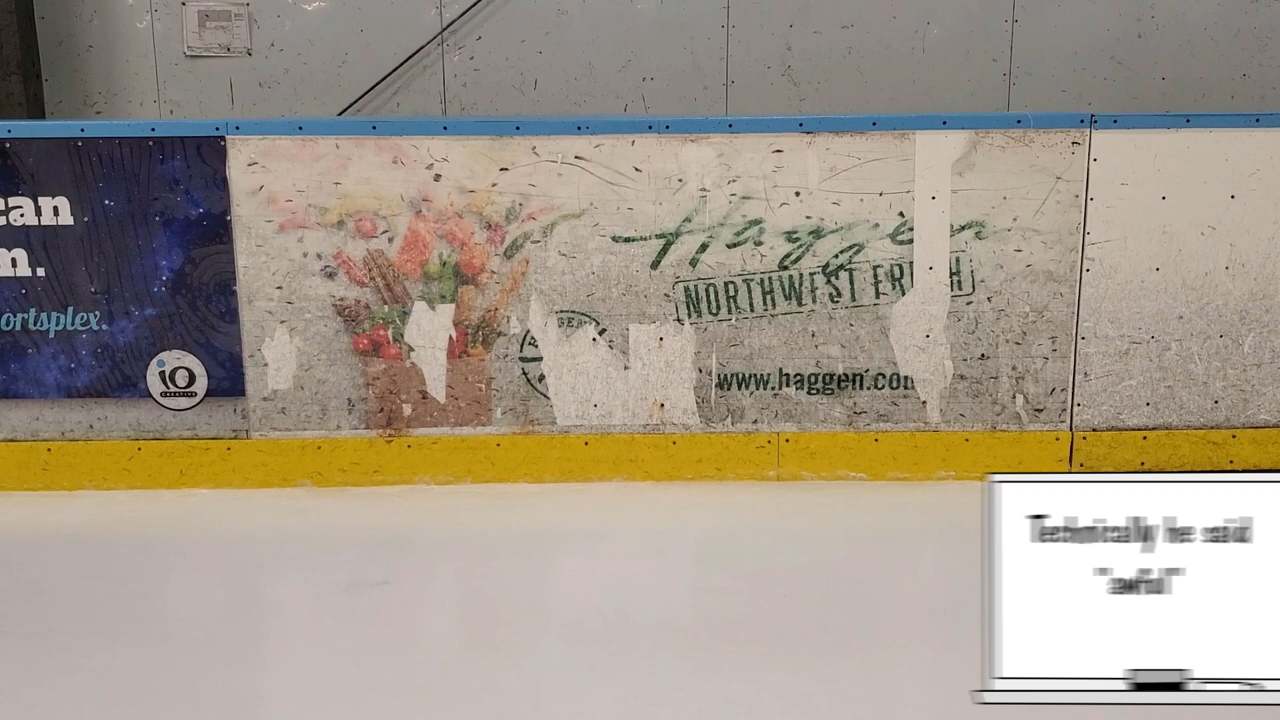 can
m.
ortsplex.
iO
CREATIVE
Haggen
NORTHWEST FRESH
www.haggen.com
Technically he said
"awful"